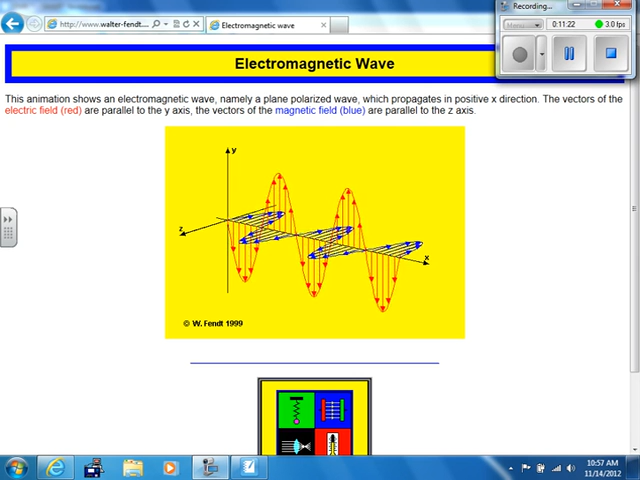 Recording...
http://www.walter-fendt....
Electromagnetic wave
Menu...
0:11:22
3.0 fps
Electromagnetic Wave
This animation shows an electromagnetic wave, namely a plane polarized wave, which propagates in positive x direction. The vectors of the
electric field (red) are parallel to the y axis, the vectors of the magnetic field (blue) are parallel to the z axis.
y
z
x
© W. Fendt 1999
10:57 AM
11/14/2012